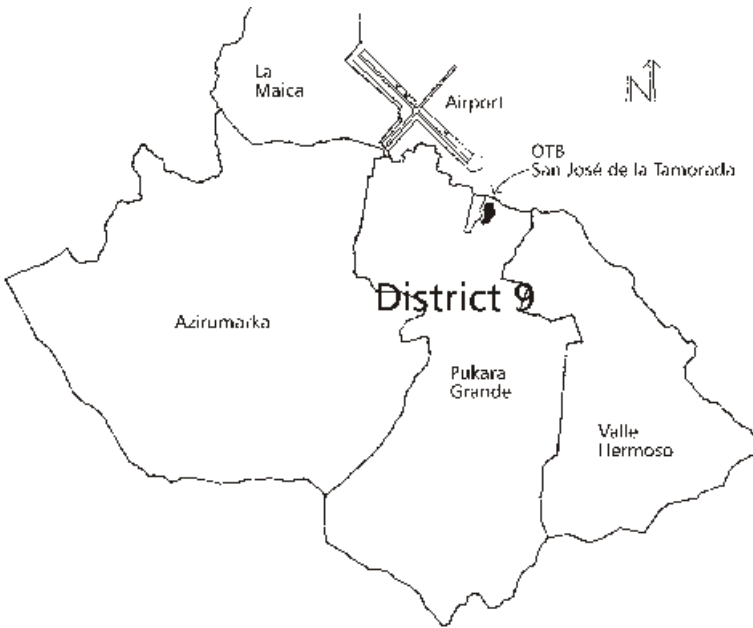 La
Maica
Airport
N
OTB
San José de la Tamorada
District 9
Azirumarka
Pukara
Grande
Valle
Hermoso